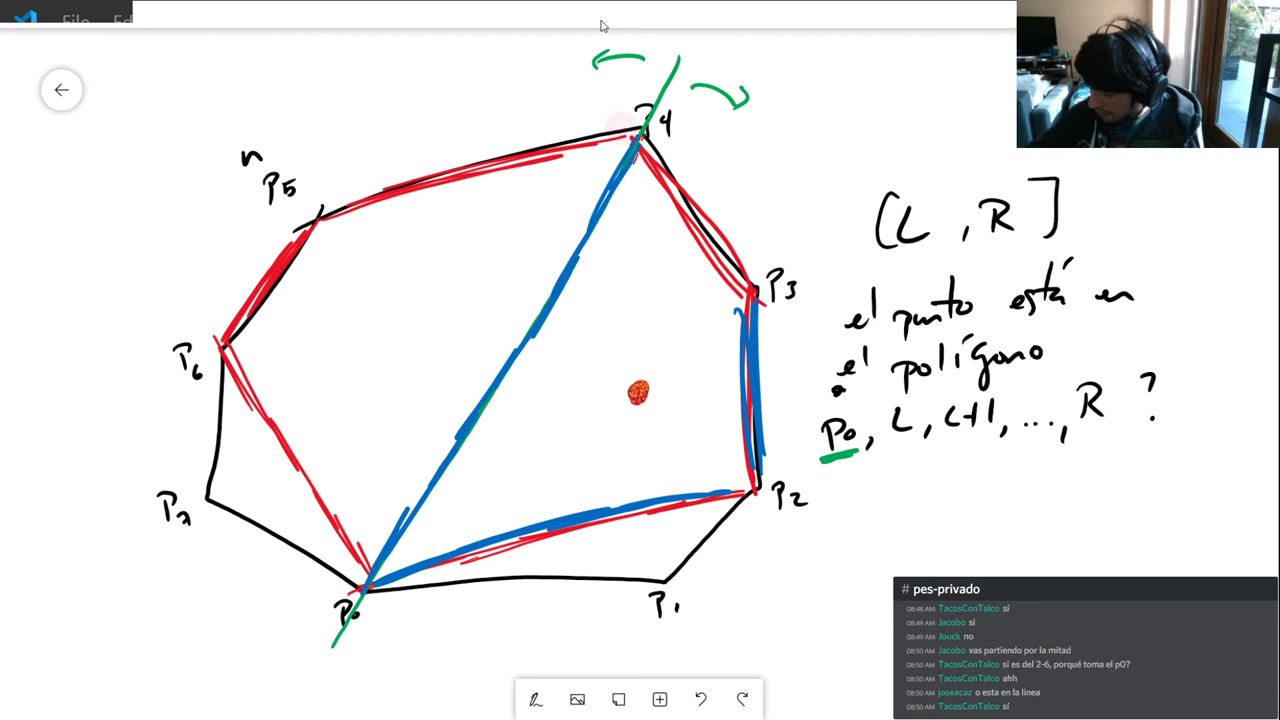 File Ed
P4
n
P5
P3
P6
P2
P7
P0
P1
(L, R]
el punto está en
el polígono
P0, L, L+1, ..., R ?
# pes-privado
08:48 AM TacosConTalco sí
08:49 AM Jacobo si
08:49 AM Jouck no
08:50 AM Jacobo vas partiendo por la mitad
08:50 AM TacosConTalco si es del 2-6, porqué toma el p0?
08:50 AM TacosConTalco ahh
08:50 AM joseacaz o esta en la linea
08:50 AM TacosConTalco sí